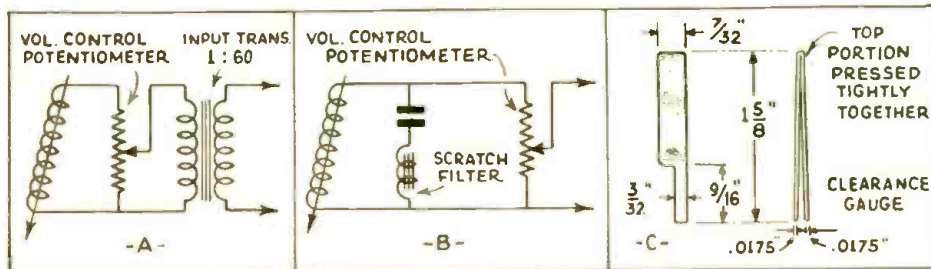 VOL. CONTROL
POTENTIOMETER
INPUT TRANS.
1:60
-A-
VOL. CONTROL
POTENTIOMETER
SCRATCH
FILTER
-B-
7/32"
TOP
PORTION
PRESSED
TIGHTLY
TOGETHER
1 5/8"
3/32"
9/16"
CLEARANCE
GAUGE
-C-
.0175" .0175"